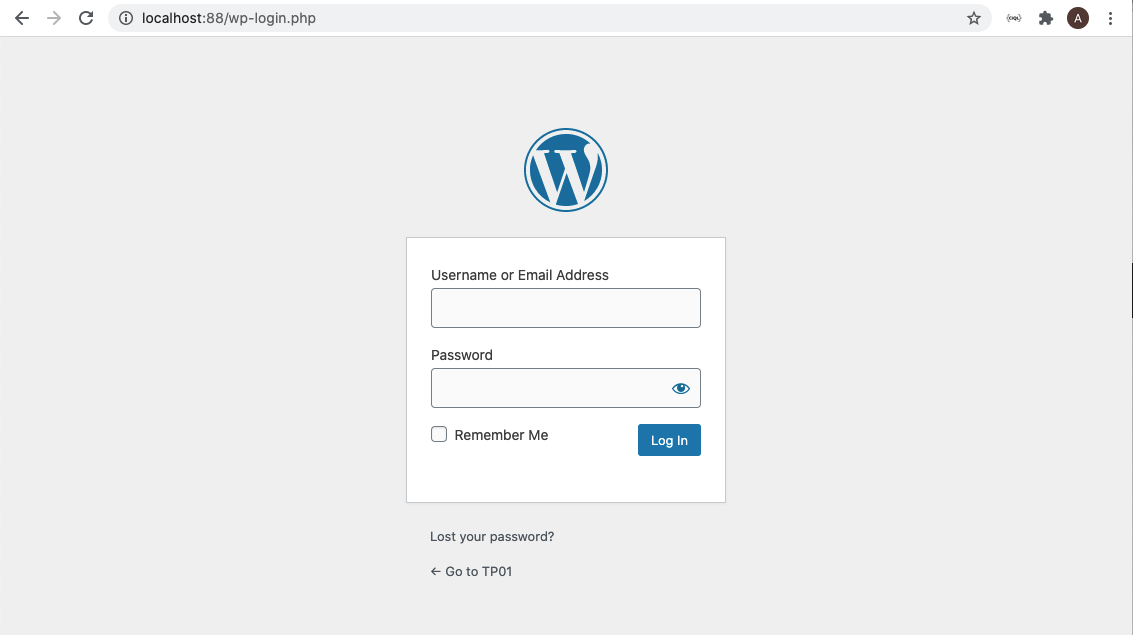 localhost:88/wp-login.php
A
Username or Email Address
Password
Remember Me
Log In
Lost your password?
← Go to TP01